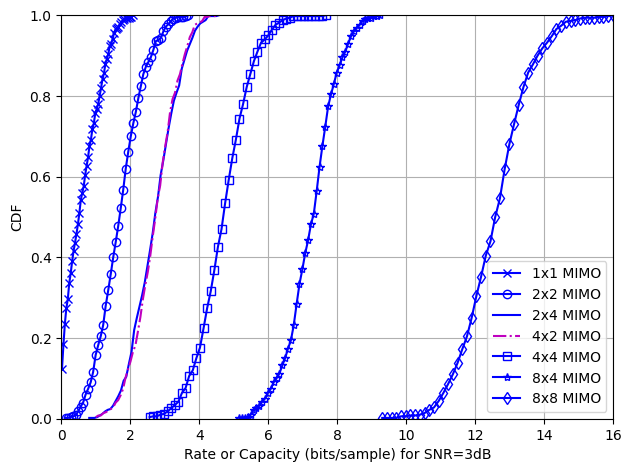 1.0
0.8
0.6
0.4
0.2
0.0
CDF
0
2
4
6
8
10
12
14
16
Rate or Capacity (bits/sample) for SNR=3dB
1x1 MIMO
2x2 MIMO
2x4 MIMO
4x2 MIMO
4x4 MIMO
8x4 MIMO
8x8 MIMO